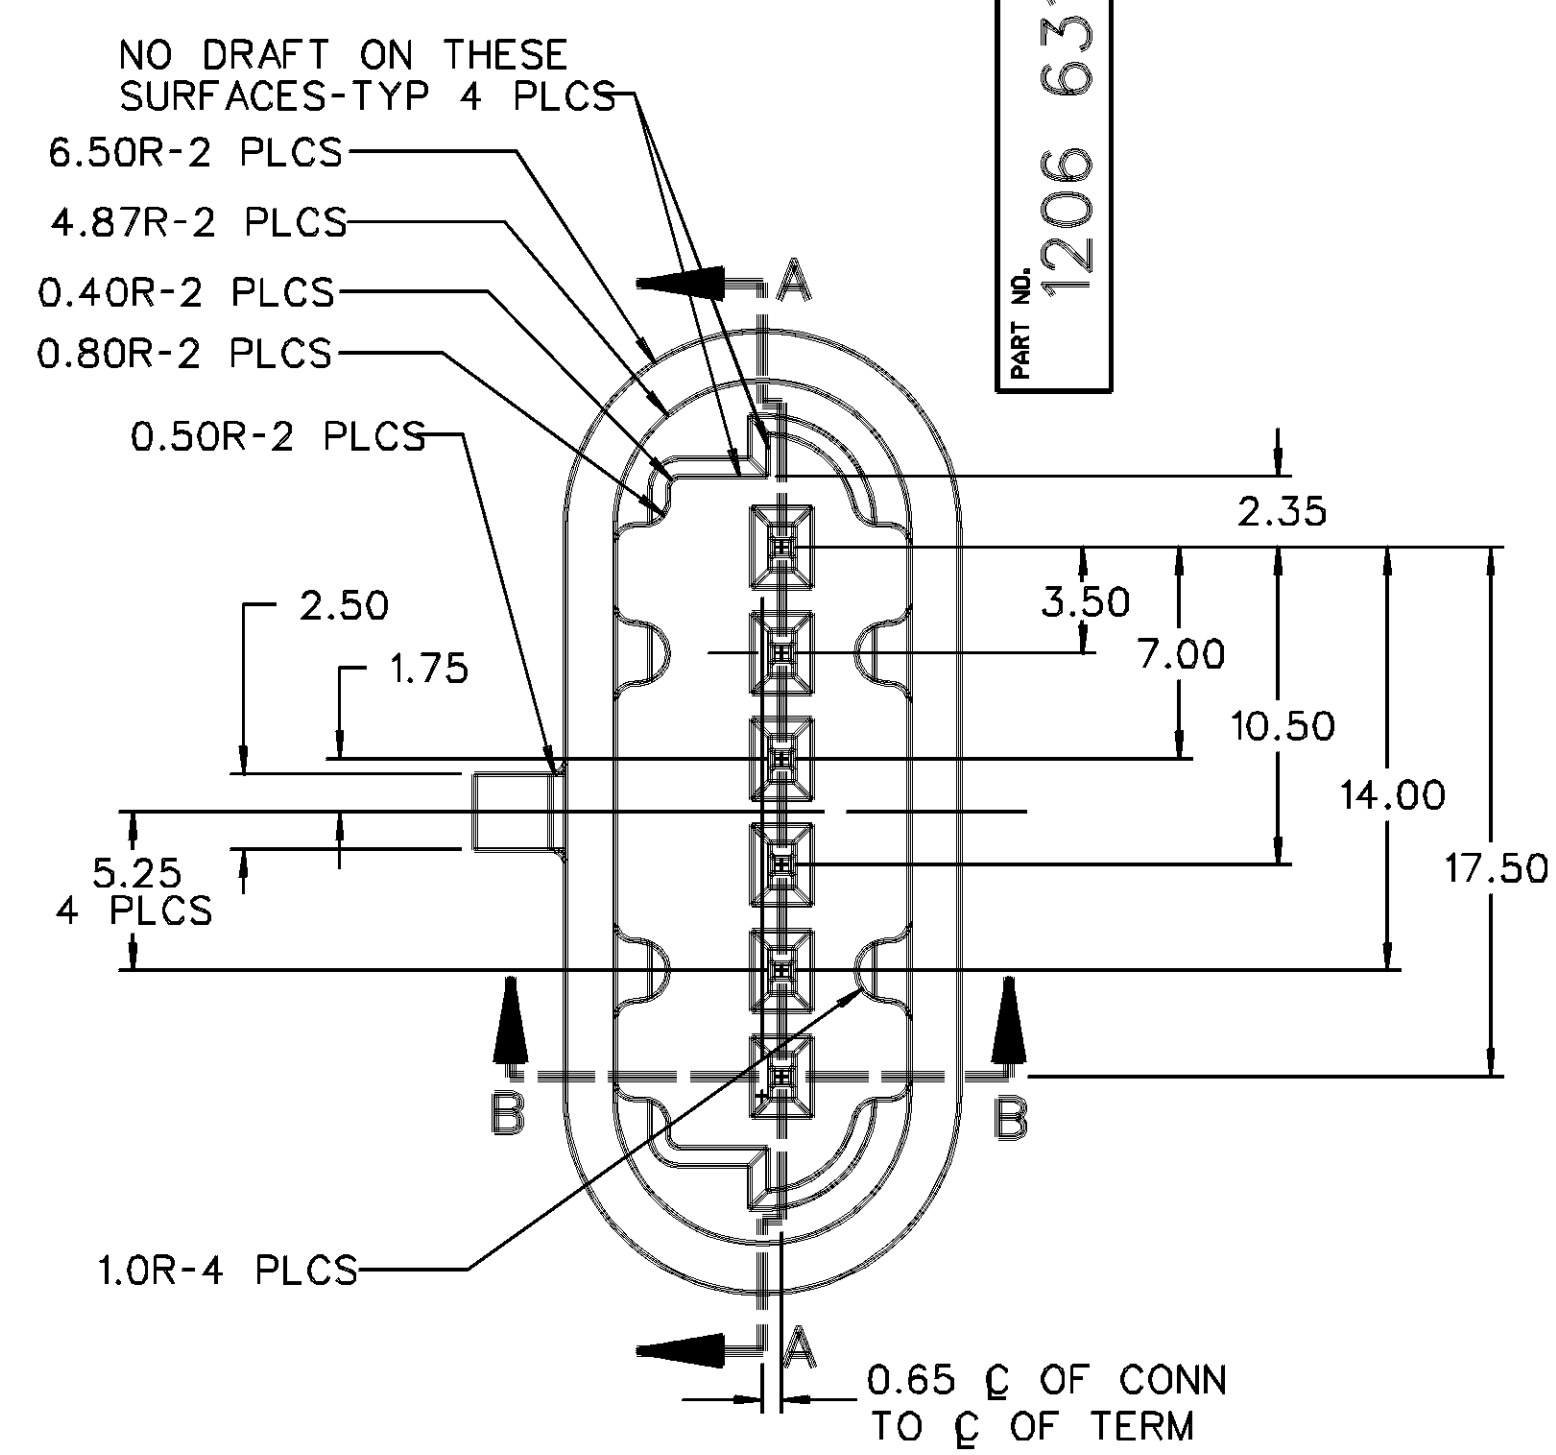 NO DRAFT ON THESE
SURFACES-TYP 4 PLCS
6.50R-2 PLCS
4.87R-2 PLCS
0.40R-2 PLCS
0.80R-2 PLCS
0.50R-2 PLCS
PART NO.
1206
A
2.35
2.50
3.50
1.75
7.00
10.50
14.00
5.25
4 PLCS
17.50
B
B
1.0R-4 PLCS
A
0.65 ℄ OF CONN
TO ℄ OF TERM